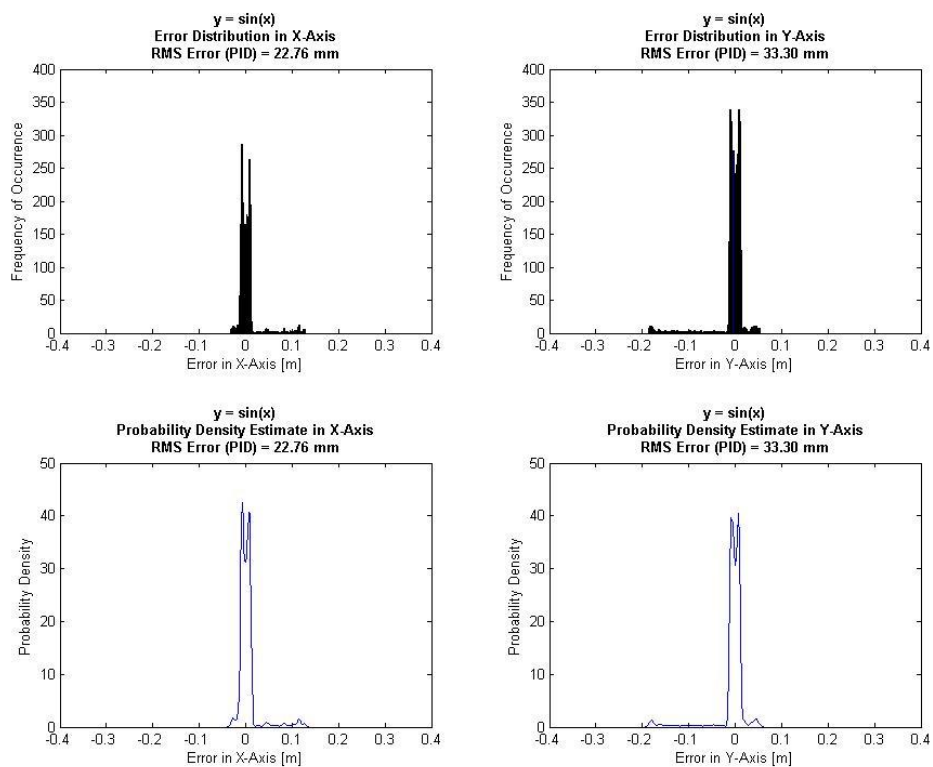 y = sin(x)
Error Distribution in X-Axis
RMS Error (PID) = 22.76 mm
400
350
300
250
200
150
100
50
0
Frequency of Occurrence
-0.4 -0.3 -0.2 -0.1 0 0.1 0.2 0.3 0.4
Error in X-Axis [m]
y = sin(x)
Error Distribution in Y-Axis
RMS Error (PID) = 33.30 mm
400
350
300
250
200
150
100
50
0
Frequency of Occurrence
-0.4 -0.3 -0.2 -0.1 0 0.1 0.2 0.3 0.4
Error in Y-Axis [m]
y = sin(x)
Probability Density Estimate in X-Axis
RMS Error (PID) = 22.76 mm
50
40
30
20
10
0
Probability Density
-0.4 -0.3 -0.2 -0.1 0 0.1 0.2 0.3 0.4
Error in X-Axis [m]
y = sin(x)
Probability Density Estimate in Y-Axis
RMS Error (PID) = 33.30 mm
50
40
30
20
10
0
Probability Density
-0.4 -0.3 -0.2 -0.1 0 0.1 0.2 0.3 0.4
Error in Y-Axis [m]